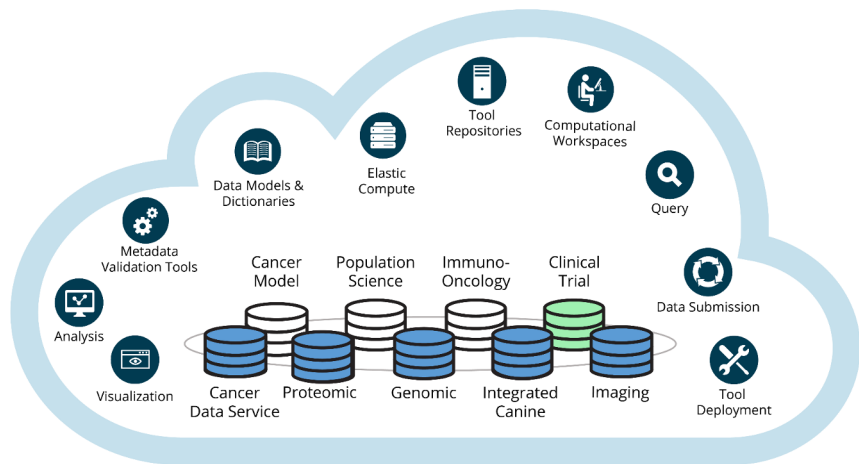 Tool
Repositories
Computational
Workspaces
Elastic
Compute
Data Models &
Dictionaries
Query
Metadata
Validation Tools
Cancer
Model
Population
Science
Immuno-
Oncology
Clinical
Trial
Data Submission
Analysis
Visualization
Cancer
Data Service
Proteomic
Genomic
Integrated
Canine
Imaging
Tool
Deployment